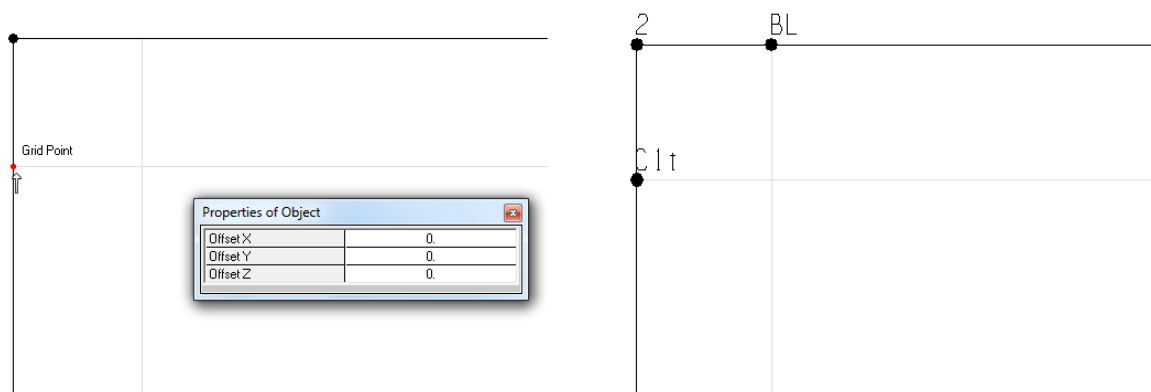 2 BL
Grid Point
C1t
Properties of Object
Offset X 0.
Offset Y 0.
Offset Z 0.